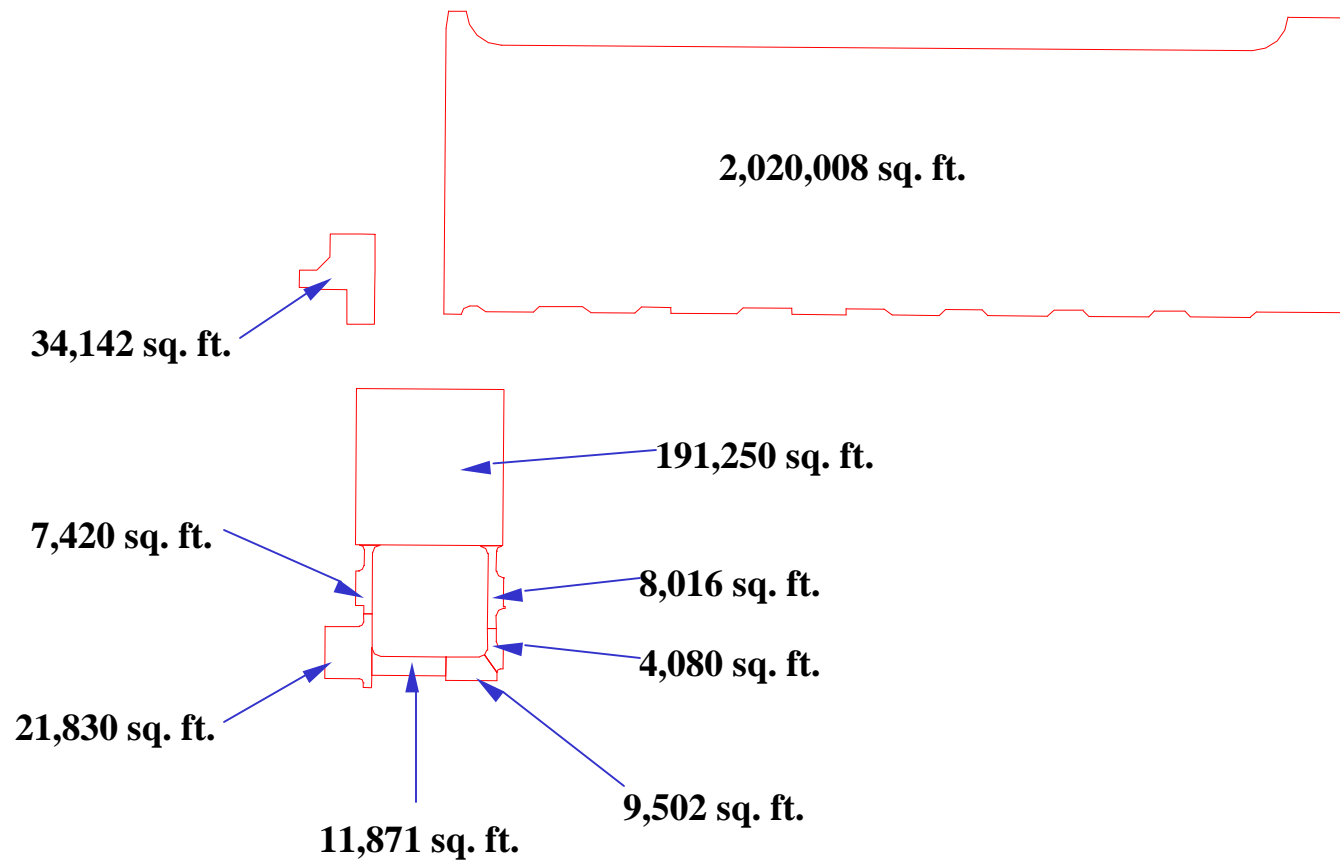 2,020,008 sq. ft.
34,142 sq. ft.
191,250 sq. ft.
7,420 sq. ft.
8,016 sq. ft.
4,080 sq. ft.
21,830 sq. ft.
9,502 sq. ft.
11,871 sq. ft.